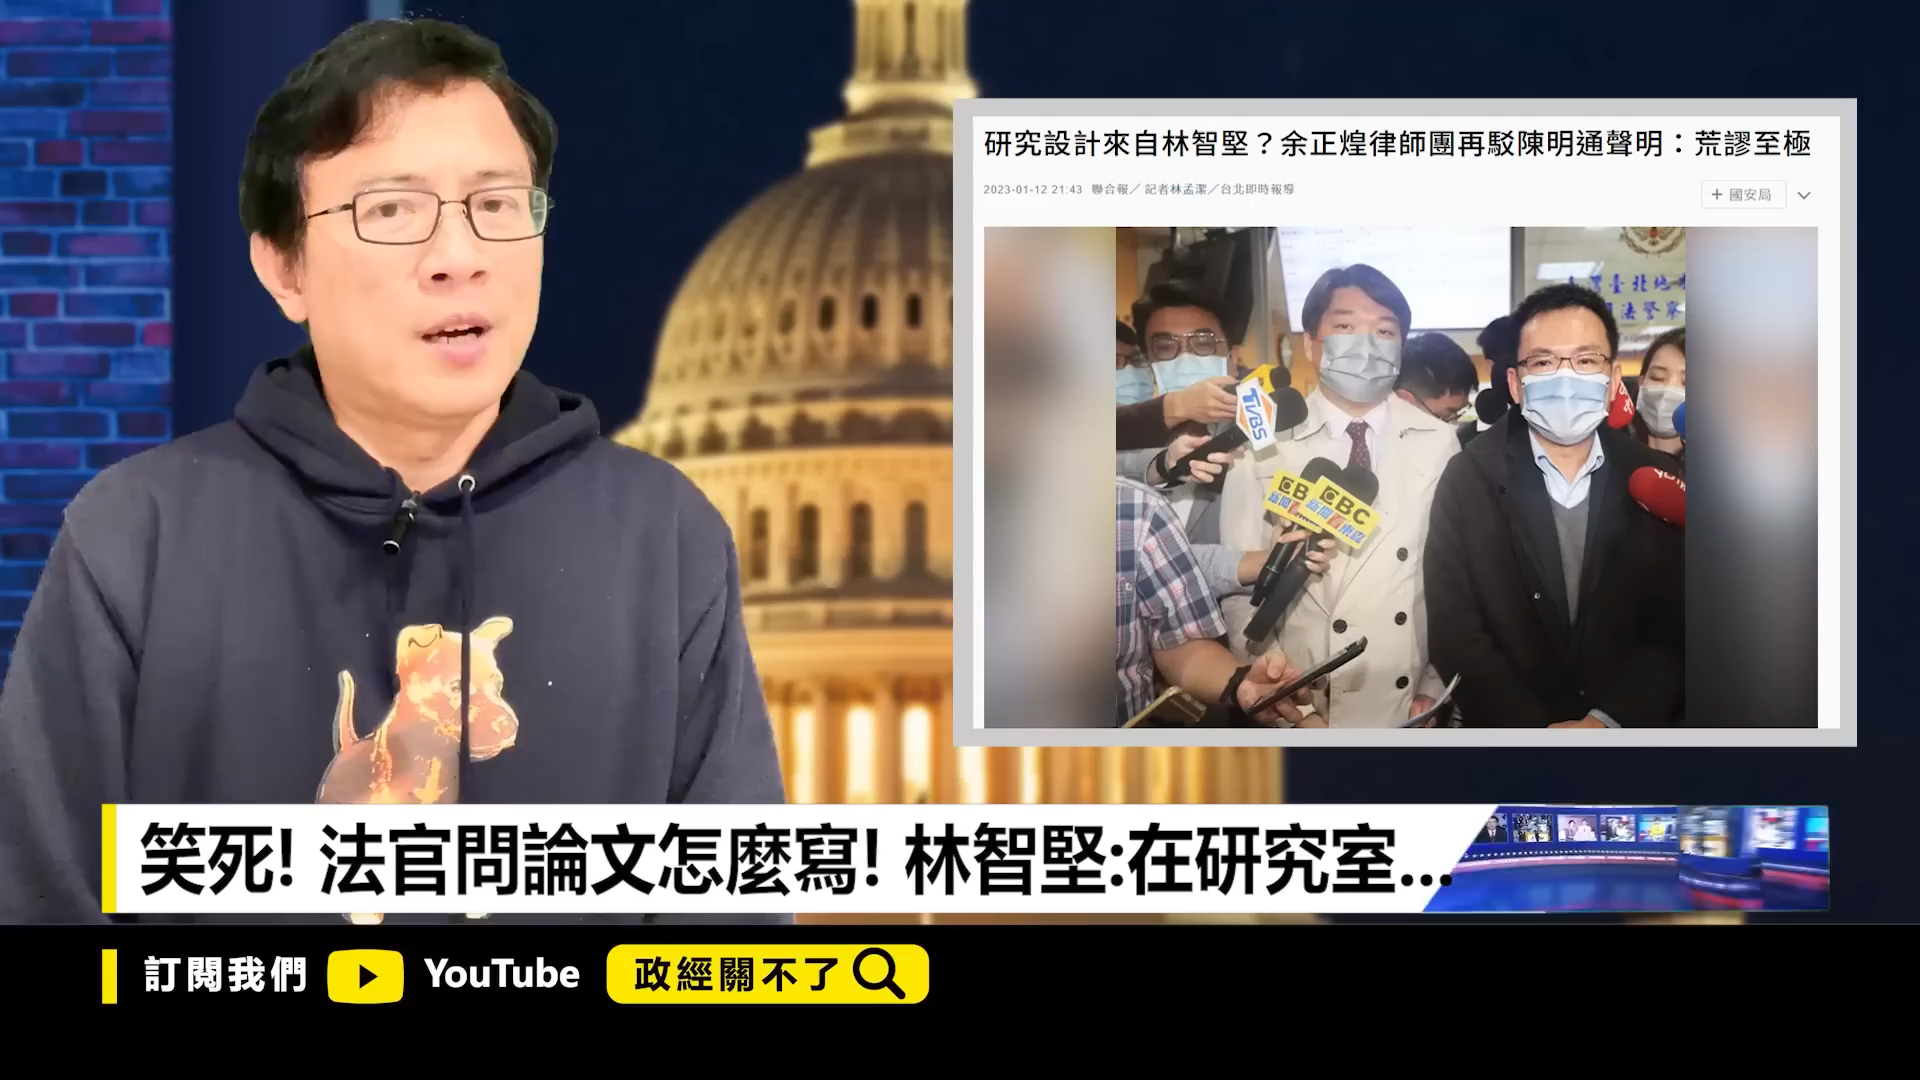 研究設計來自林智堅？余正煌律師團再駁陳明通聲明：荒謬至極
2023-01-12 21:43 聯合報／ 記者林孟潔／台北即時報導
+ 國安局
TVBS
EBC
笑死! 法官問論文怎麼寫! 林智堅:在研究室...
訂閱我們 YouTube 政經關不了